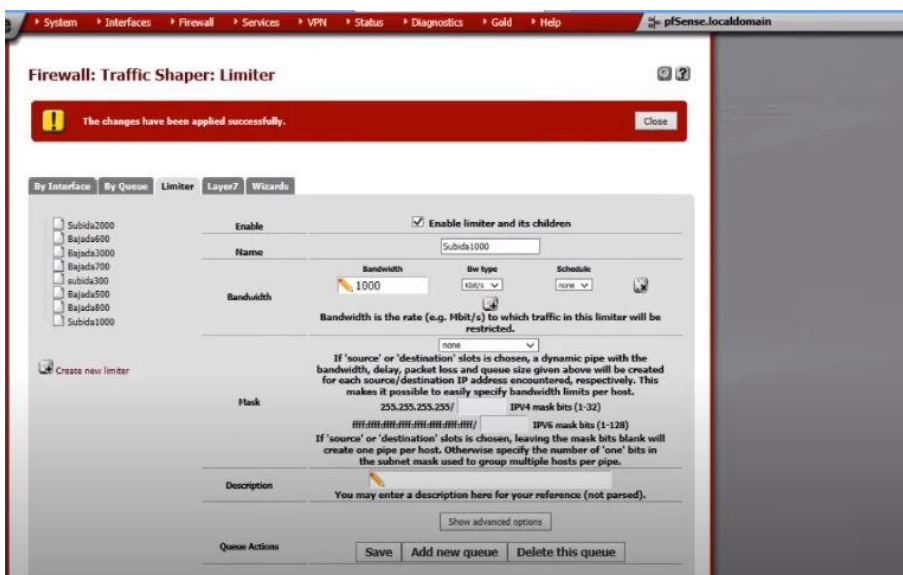 System Interfaces Firewall Services VPN Status Diagnostics Gold Help pfSense.localdomain
Firewall: Traffic Shaper: Limiter
?
The changes have been applied successfully. Close
By Interface By Queue Limiter Layer7 Wizards
Subida2000
Bajada600
Bajada3000
Bajada700
subida300
Bajada500
Bajada800
Subida1000
Create new limiter
Enable Enable limiter and its children
Name Subida1000
Bandwidth Bw type Schedule
Bandwidth 1000 Kbit/s none
Bandwidth is the rate (e.g. Mbit/s) to which traffic in this limiter will be
restricted.
none
If 'source' or 'destination' slots is chosen, a dynamic pipe with the
bandwidth, delay, packet loss and queue size given above will be created
for each source/destination IP address encountered, respectively. This
makes it possible to easily specify bandwidth limits per host.
Mask
255.255.255.255/ IPV4 mask bits (1-32)
ffff:ffff:ffff:ffff:ffff:ffff:ffff:ffff/ IPV6 mask bits (1-128)
If 'source' or 'destination' slots is chosen, leaving the mask bits blank will
create one pipe per host. Otherwise specify the number of 'one' bits in
the subnet mask used to group multiple hosts per pipe.
Description
You may enter a description here for your reference (not parsed).
Show advanced options
Queue Actions Save Add new queue Delete this queue